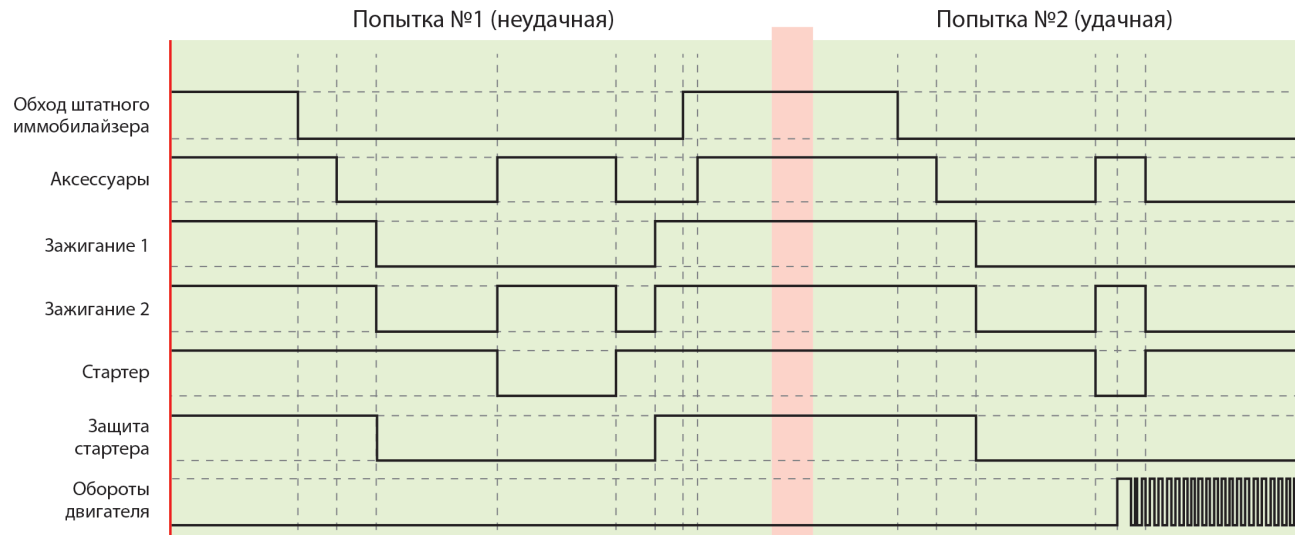 Попытка №1 (неудачная)
Попытка №2 (удачная)
Обход штатного
иммобилайзера
Аксессуары
Зажигание 1
Зажигание 2
Стартер
Защита
стартера
Обороты
двигателя